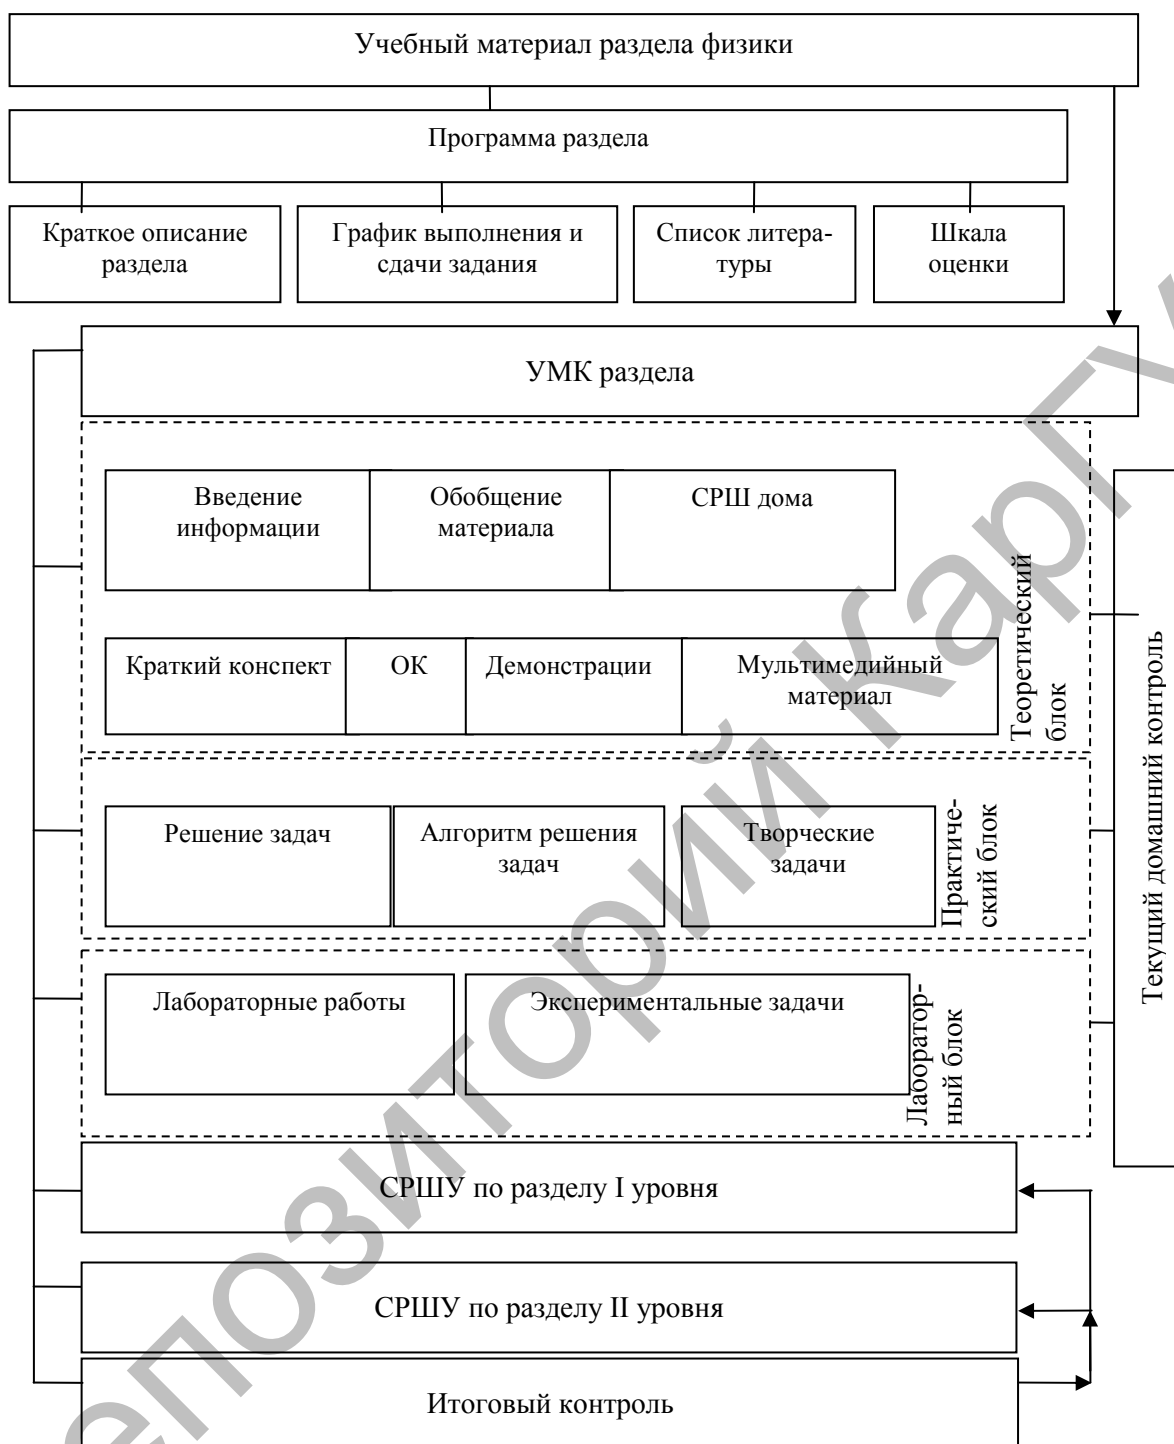 Учебный материал раздела физики
Программа раздела
Краткое описание
раздела
График выполнения и
сдачи задания
Список литера-
туры
Шкала
оценки
УМК раздела
Введение
информации
Обобщение
материала
СРШ дома
Краткий конспект
ОК
Демонстрации
Мультимедийный
материал
Теоретический
блок
Решение задач
Алгоритм решения
задач
Творческие
задачи
Практиче-
ский блок
Лабораторные работы
Экспериментальные задачи
Лаборатор-
ный блок
Текущий домашний контроль
СРШУ по разделу I уровня
СРШУ по разделу II уровня
Итоговый контроль